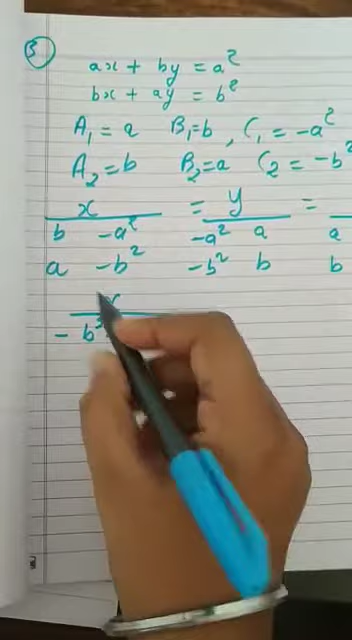 3
ax + by = a²
bx + ay = b²
A₁ = a B₁=b , C₁ = -a²
A₂ = b B₂=a C₂ = -b²
x = y =
b -a² -a² a a
a -b² -b² b b
x
- b³